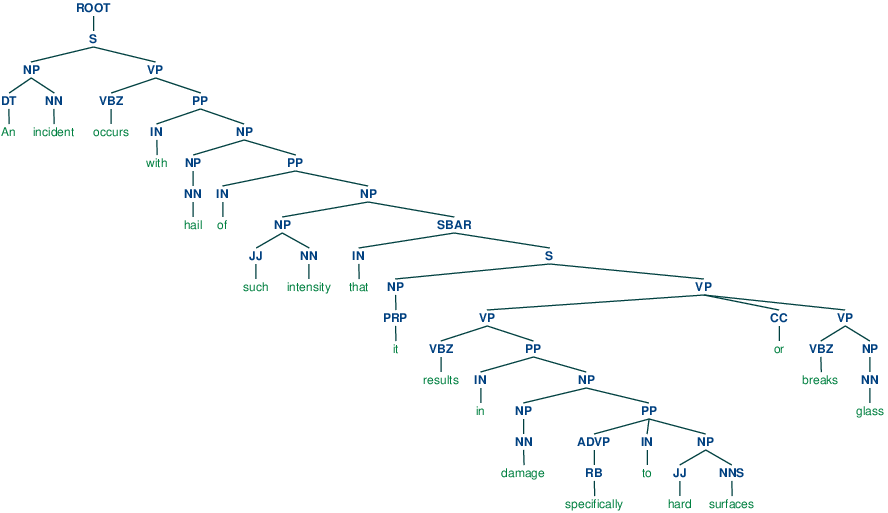 ROOT
S
NP VP
DT NN VBZ PP
An incident occurs IN NP
with NP PP
NN IN NP
hail of NP SBAR
JJ NN IN S
such intensity that NP VP
PRP VP CC VP
it VBZ PP or VBZ NP
results IN NP breaks NN
in NP PP glass
NN ADVP IN NP
damage RB to JJ NNS
specifically hard surfaces